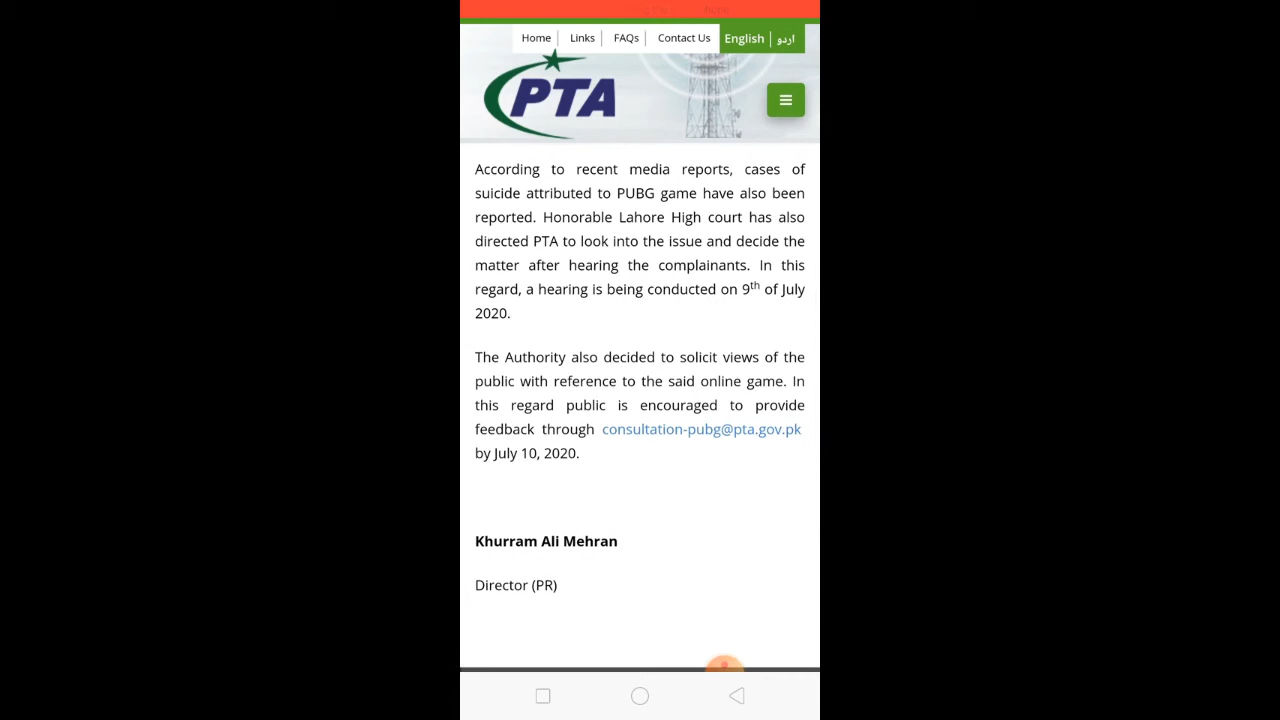 Home
Links
FAQs
Contact Us
English
اردو
PTA
According to recent media reports, cases of
suicide attributed to PUBG game have also been
reported. Honorable Lahore High court has also
directed PTA to look into the issue and decide the
matter after hearing the complainants. In this
regard, a hearing is being conducted on 9th of July
2020.
The Authority also decided to solicit views of the
public with reference to the said online game. In
this regard public is encouraged to provide
feedback through consultation-pubg@pta.gov.pk
by July 10, 2020.
Khurram Ali Mehran
Director (PR)